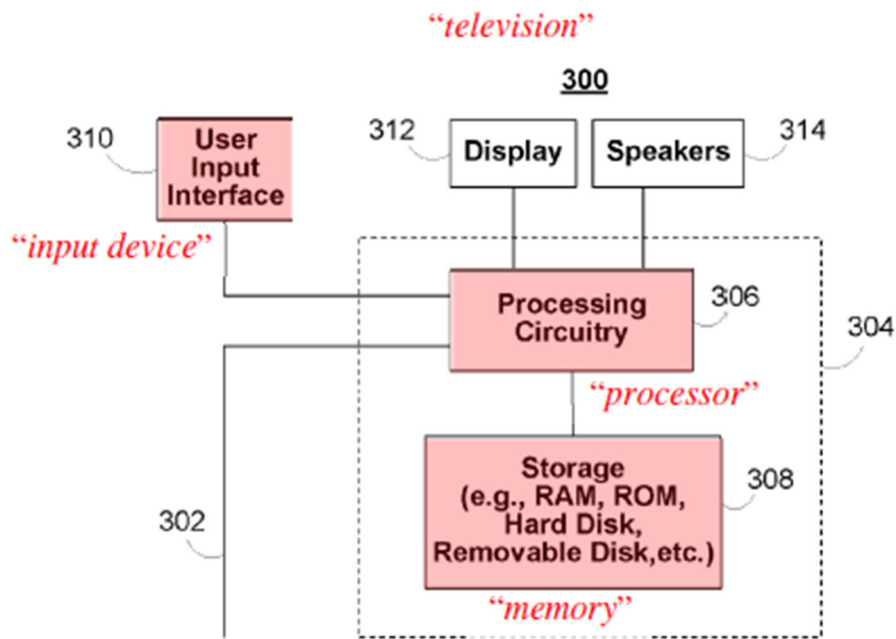 “television”
300
310
User
Input
Interface
312
Display
Speakers
314
“input device”
Processing
Circuitry
306
304
“processor”
Storage
(e.g., RAM, ROM,
Hard Disk,
Removable Disk,etc.)
308
302
“memory”